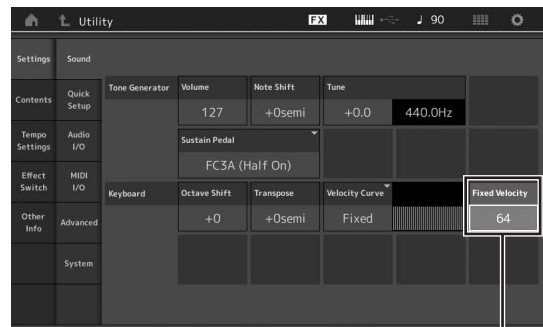 Utility FX ♩ 90
Settings
Sound
Contents
Quick
Setup
Tempo
Settings
Audio
I/O
Effect
Switch
MIDI
I/O
Other
Info
Advanced
System
Tone Generator
Volume
127
Note Shift
+0semi
Tune
+0.0 440.0Hz
Sustain Pedal
FC3A (Half On)
Keyboard
Octave Shift
+0
Transpose
+0semi
Velocity Curve
Fixed
Fixed Velocity
64